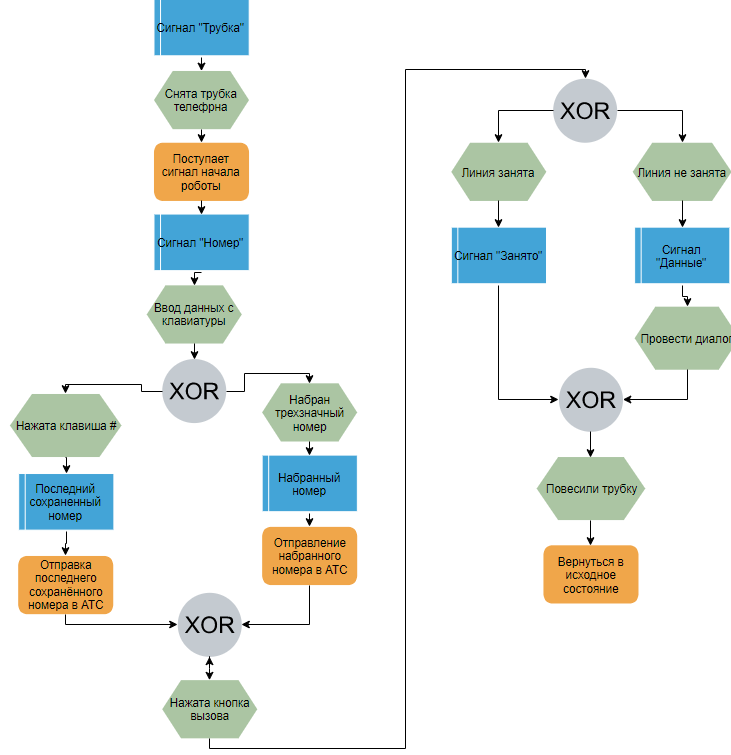 Сигнал "Трубка"
Снята трубка
телефрна
Поступает
сигнал начала
роботы
Сигнал "Номер"
Ввод данных с
клавиатуры
XOR
Нажата клавиша #
Последний
сохраненный
номер
Отправка
последнего
сохранённого
номера в АТС
Набран
трехзначный
номер
Набранный
номер
Отправление
набранного
номера в АТС
XOR
Нажата кнопка
вызова
XOR
Линия занята
Сигнал "Занято"
Линия не занята
Сигнал
"Данные"
Провести диалог
XOR
Повесили трубку
Вернуться в
исходное
состояние